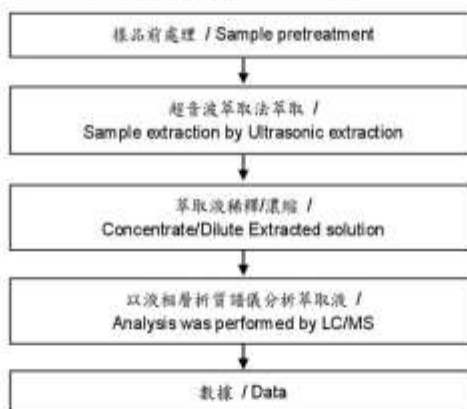 樣品前處理 / Sample pretreatment
超音波萃取法萃取 /
Sample extraction by Ultrasonic extraction
萃取液稀釋/濃縮 /
Concentrate/Dilute Extracted solution
以液相層析質譜儀分析萃取液 /
Analysis was performed by LC/MS
數據 / Data